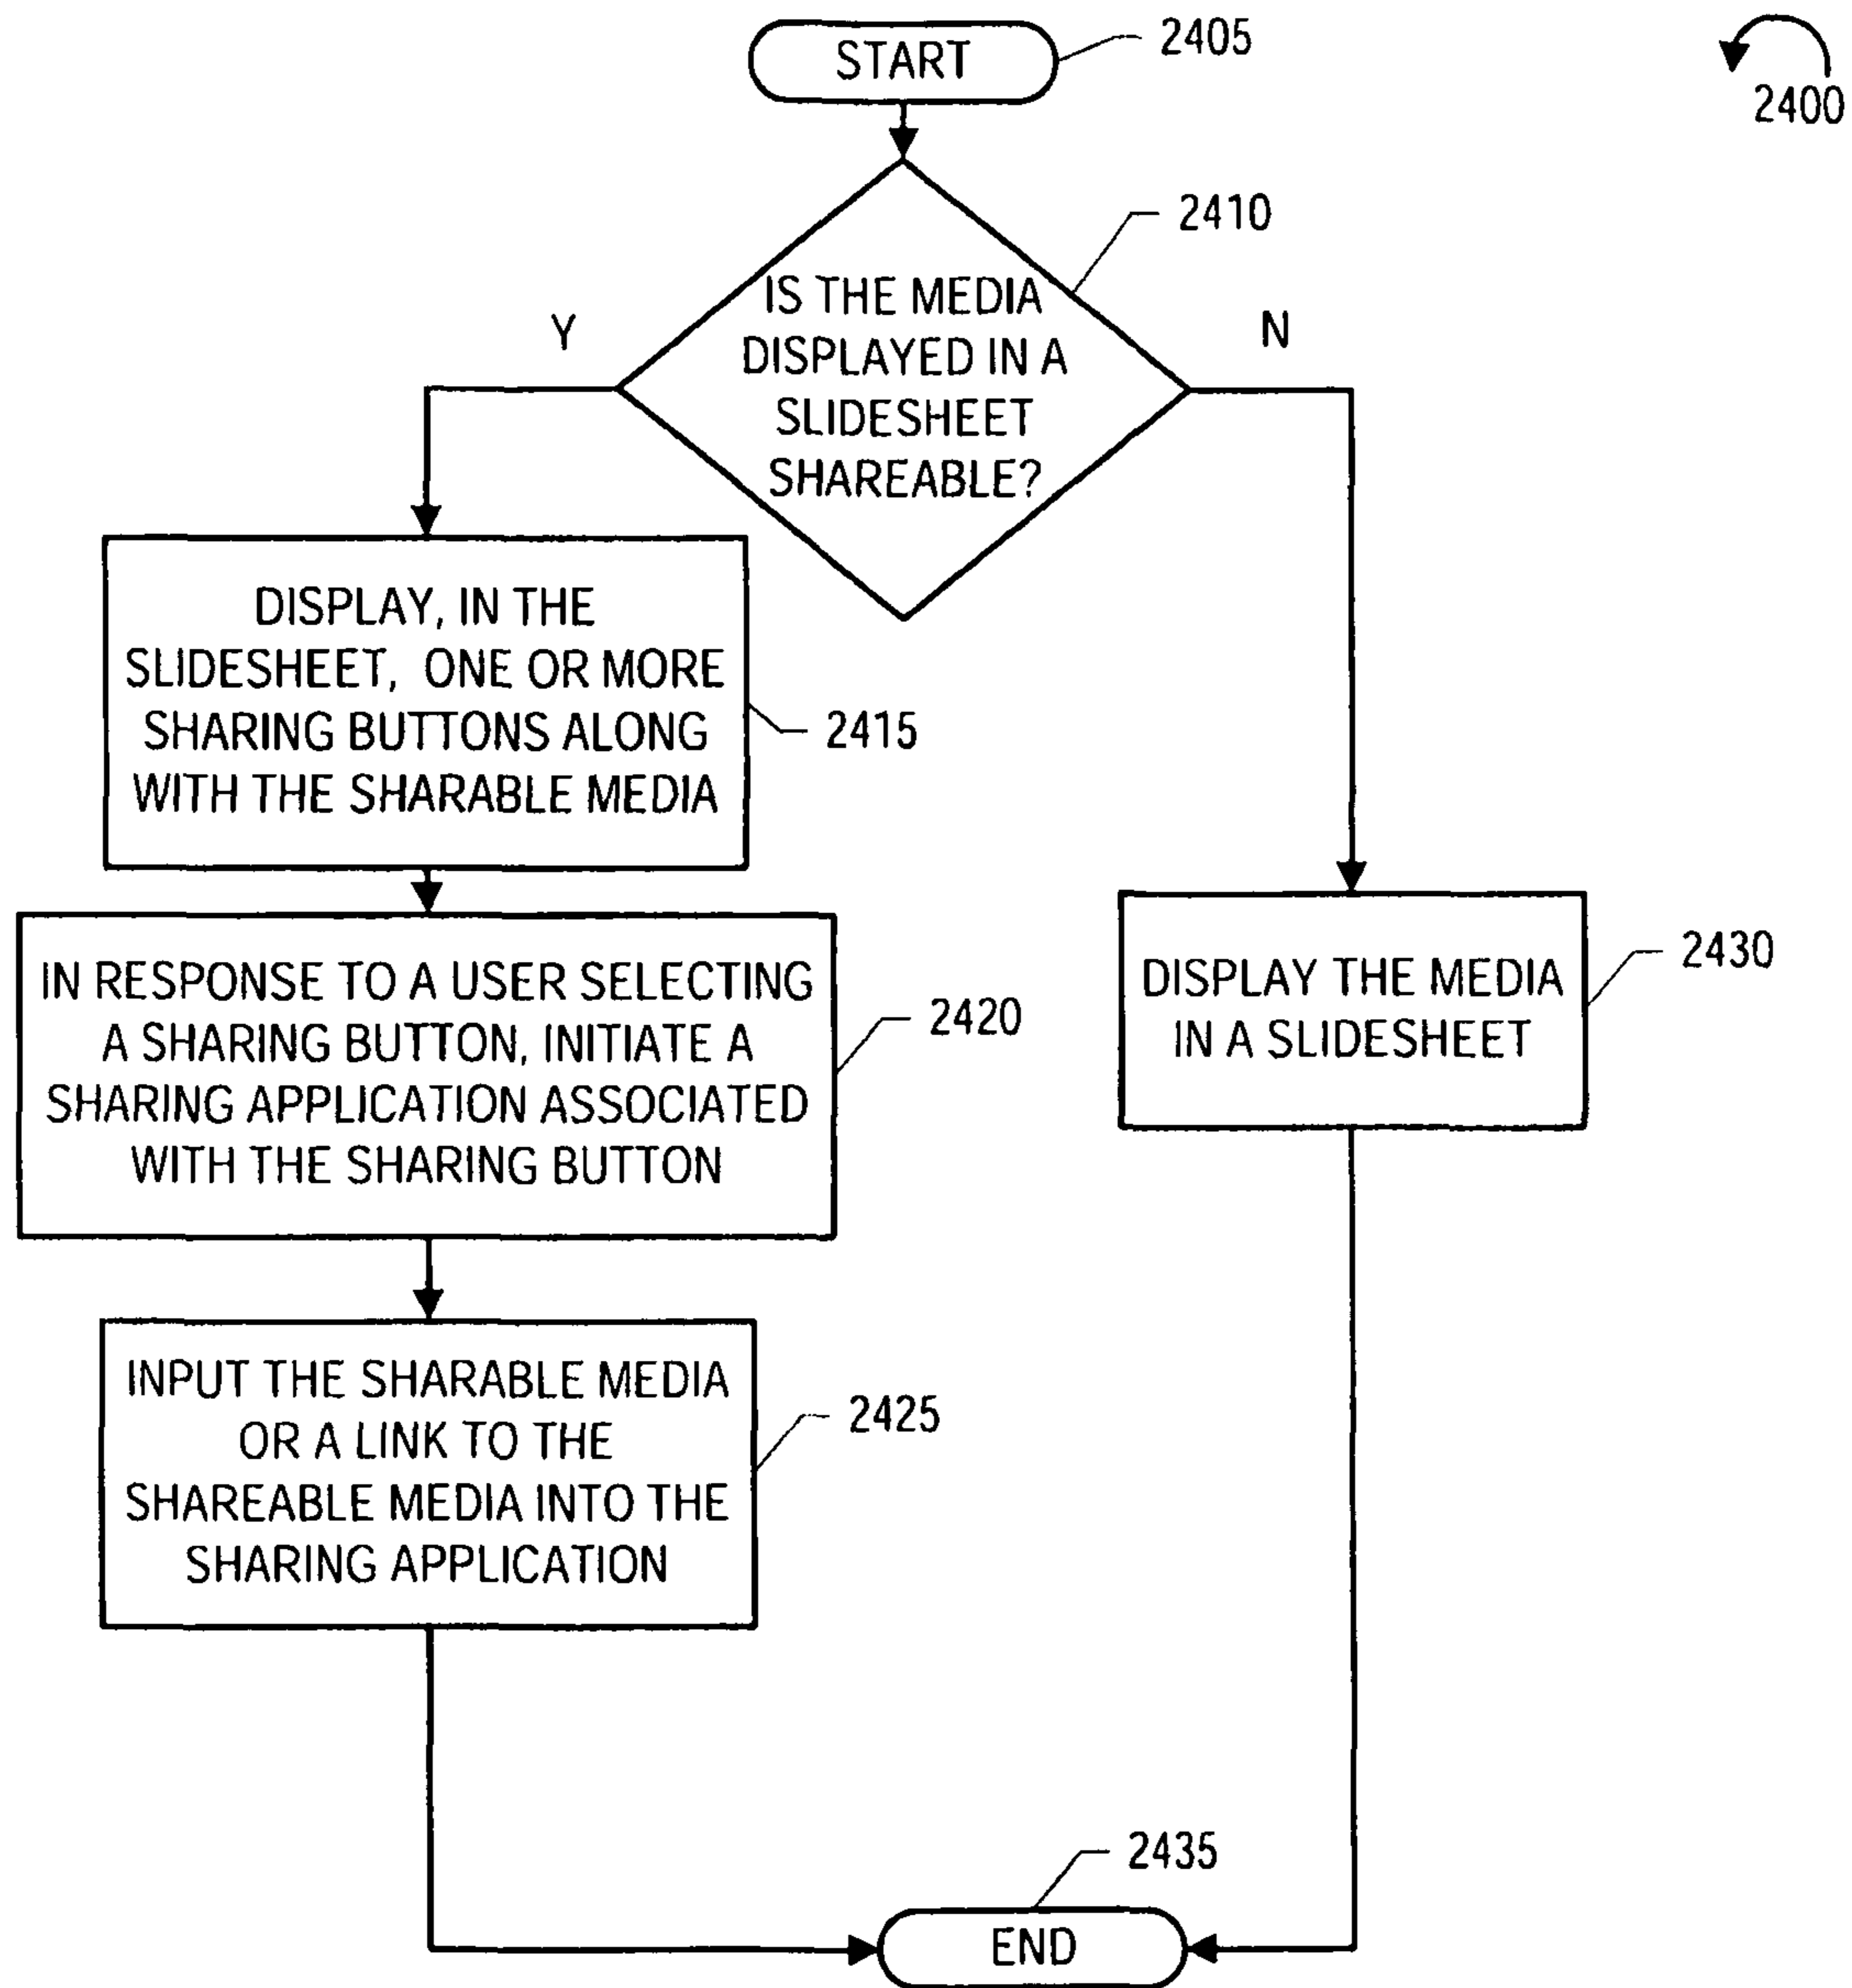 START
2405
2400
2410
IS THE MEDIA
DISPLAYED IN A
SLIDESHEET
SHAREABLE?
Y
N
DISPLAY, IN THE
SLIDESHEET, ONE OR MORE
SHARING BUTTONS ALONG
WITH THE SHARABLE MEDIA
2415
IN RESPONSE TO A USER SELECTING
A SHARING BUTTON, INITIATE A
SHARING APPLICATION ASSOCIATED
WITH THE SHARING BUTTON
2420
DISPLAY THE MEDIA
IN A SLIDESHEET
2430
INPUT THE SHARABLE MEDIA
OR A LINK TO THE
SHAREABLE MEDIA INTO THE
SHARING APPLICATION
2425
2435
END